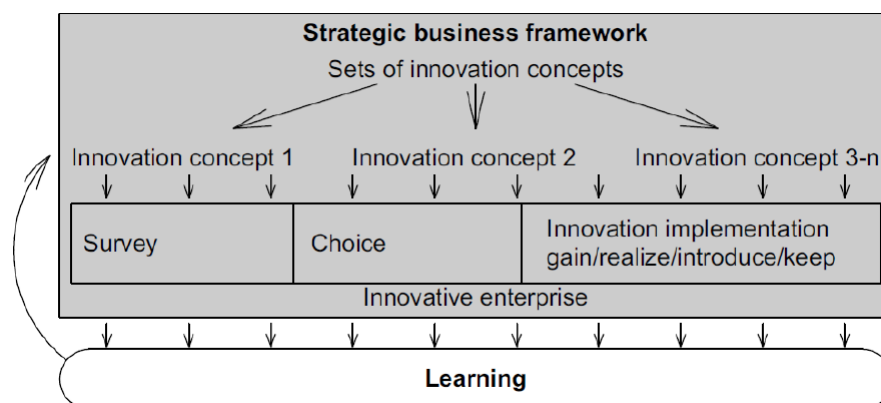 Strategic business framework
Sets of innovation concepts
Innovation concept 1
Innovation concept 2
Innovation concept 3-n
Survey
Choice
Innovation implementation
gain/realize/introduce/keep
Innovative enterprise
Learning